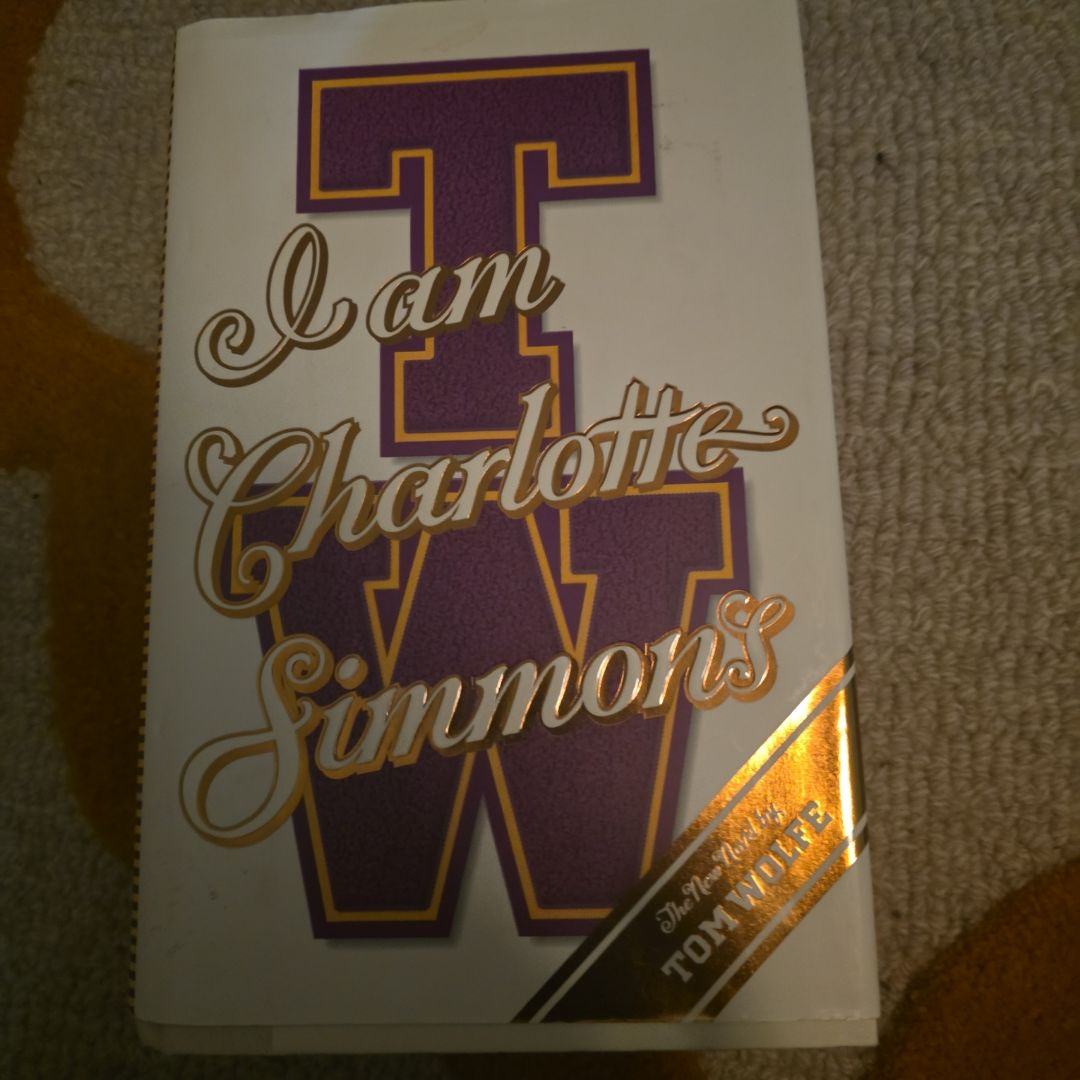 T
I am
Charlotte
W
Simmons
The New Novel by
TOM WOLFE